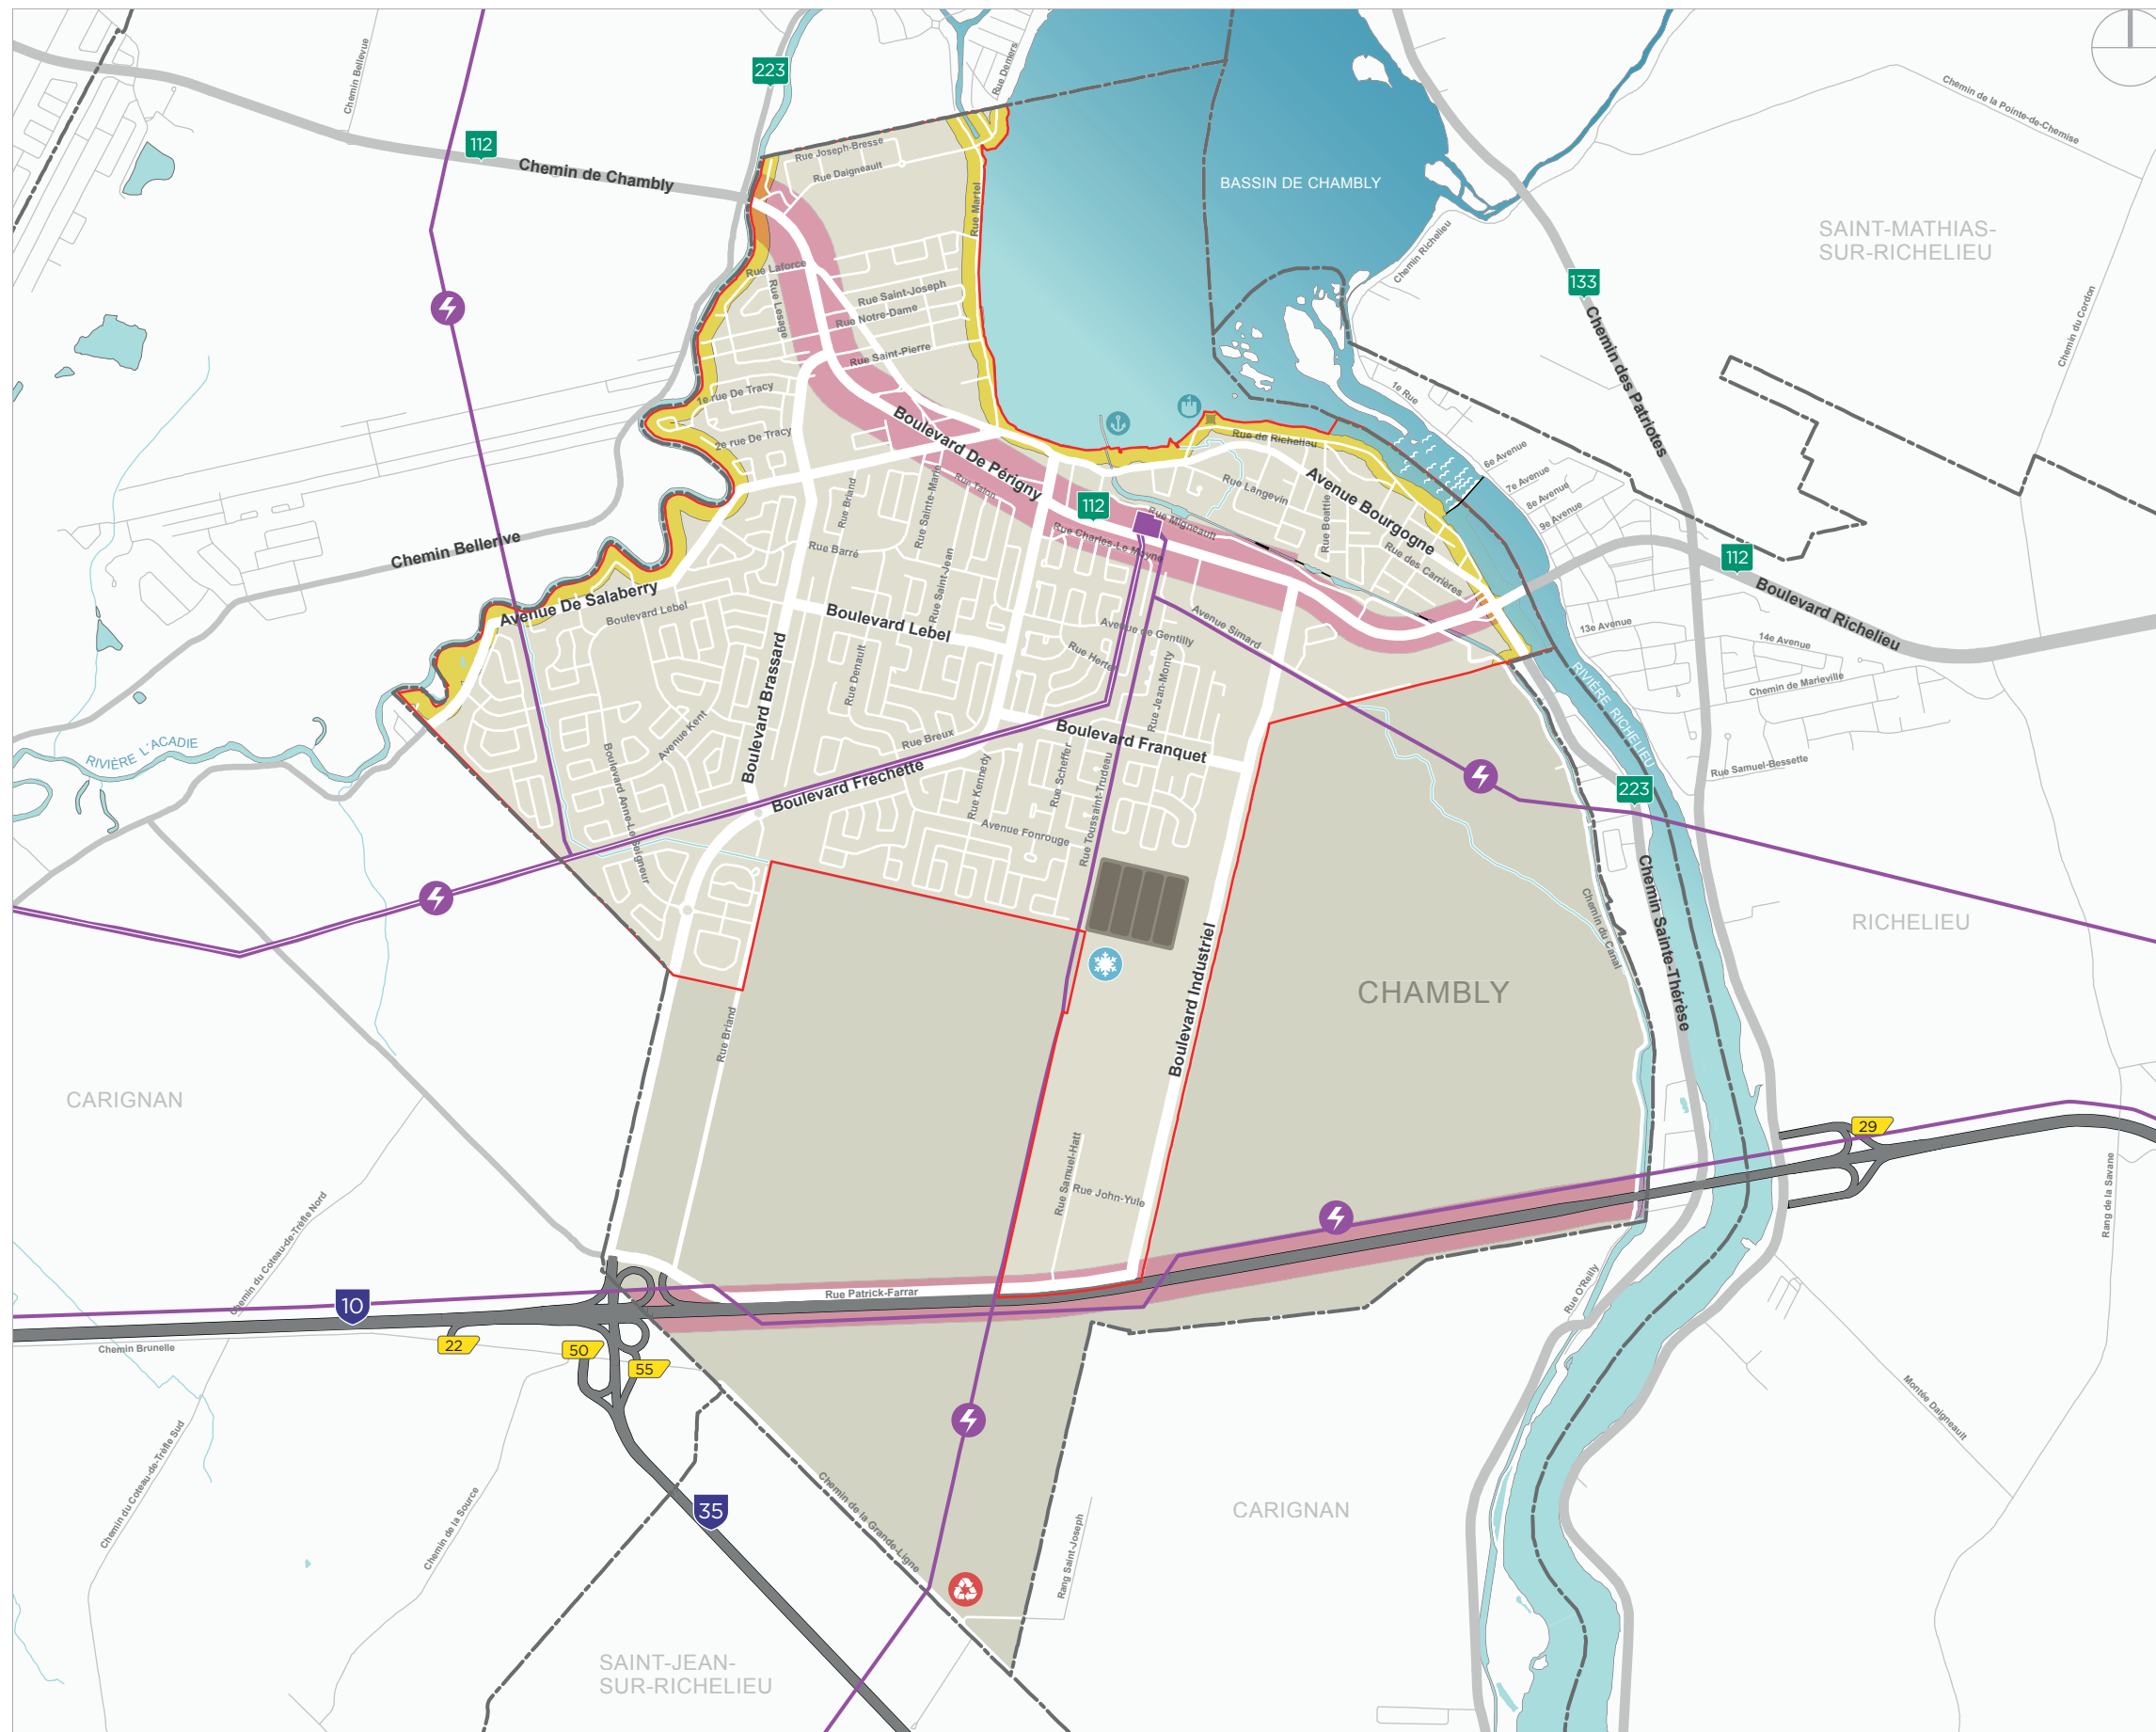 Chemin Bellevue
223
Rue Demers
Chemin de la Pointe-de-Chemise
112
Chemin de Chambly
Rue Joseph-Bresse
Rue Daigneault
Rue Martel
BASSIN DE CHAMBLY
SAINT-MATHIAS-
SUR-RICHELIEU
Chemin Richelieu
133
Chemin des Patriotes
Chemin du Cordon
Rue Laforce
Rue Lesage
Rue Saint-Joseph
Rue Notre-Dame
Rue Saint-Pierre
1e rue De Tracy
2e rue De Tracy
1e Rue
Boulevard De Périgny
Rue de Richelieu
6e Avenue
7e Avenue
8e Avenue
9e Avenue
Rue Briand
Rue Sainte-Marie
Rue Taton
Rue Langevin
Rue Beattie
Avenue Bourgogne
112
Rue Migneault
Rue Charles-Le Moyne
Rue des Carrières
112
Boulevard Richelieu
Chemin Bellerive
Rue Barré
Rue Saint-Jean
Avenue De Salaberry
Boulevard Lebel
Boulevard Lebel
Avenue de Gentilly
Avenue Simard
13e Avenue
14e Avenue
Rue Hertel
Rue Denault
Rue Jean-Monty
Chemin de Marieville
RIVIÈRE RICHELIEU
Boulevard Brassard
Avenue Kent
Rue Breux
Boulevard Franquet
RIVIÈRE L'ACADIE
Boulevard Anne-Le Seigneur
Boulevard Fréchette
Rue Kennedy
Rue Scheffer
Rue Toussaint-Trudeau
Avenue Fonrouge
Rue Samuel-Bessette
223
Chemin Sainte-Thérèse
Chemin du Canal
RICHELIEU
CHAMBLY
Boulevard Industriel
Rue Briand
CARIGNAN
29
Rue Samuel-Hatt
Rue John-Yule
Rang de la Savane
Chemin du Coteau-de-Trèfle Nord
10
Rue Patrick-Farrar
Rue O'Reilly
Chemin Brunelle
22
50
55
Montée Daigneault
Chemin du Coteau-de-Trèfle Sud
Chemin de la Source
35
Chemin de la Grande-Ligne
Rang Saint-Joseph
CARIGNAN
SAINT-JEAN-
SUR-RICHELIEU